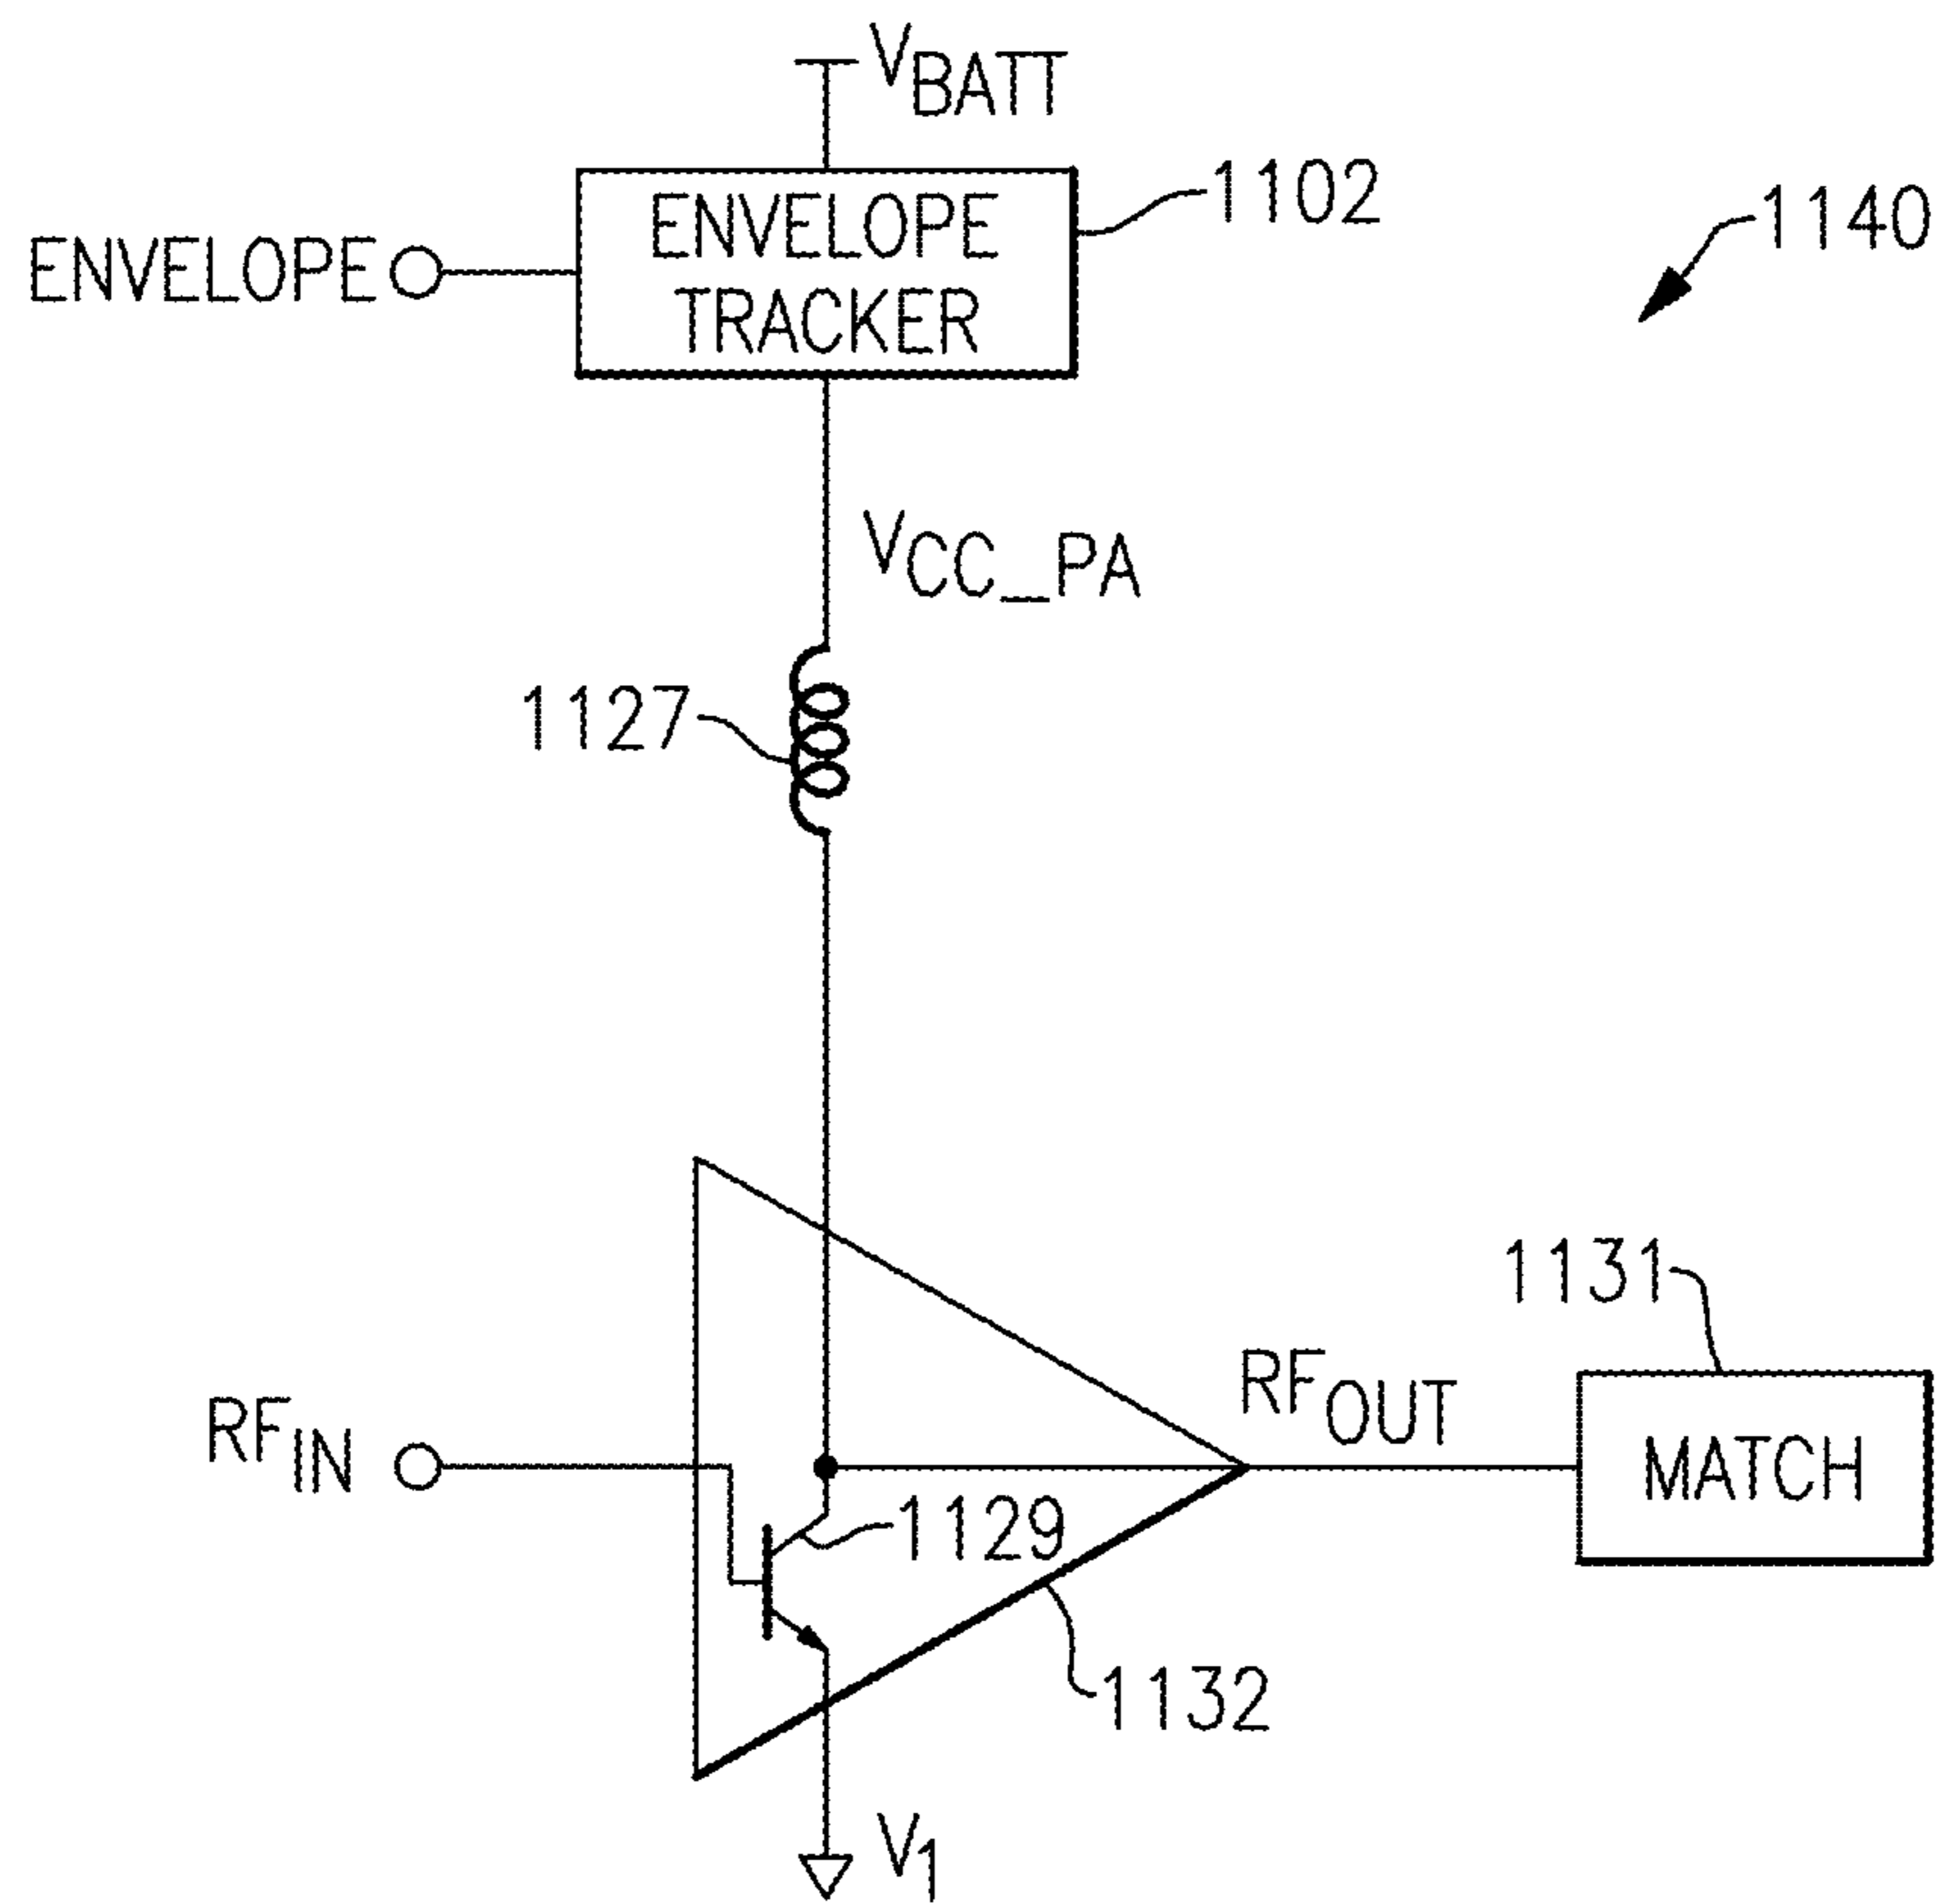 VBATT
1102
1140
ENVELOPE
ENVELOPE
TRACKER
VCC_PA
1127
1131
RFIN
RFOUT
MATCH
1129
1132
V1